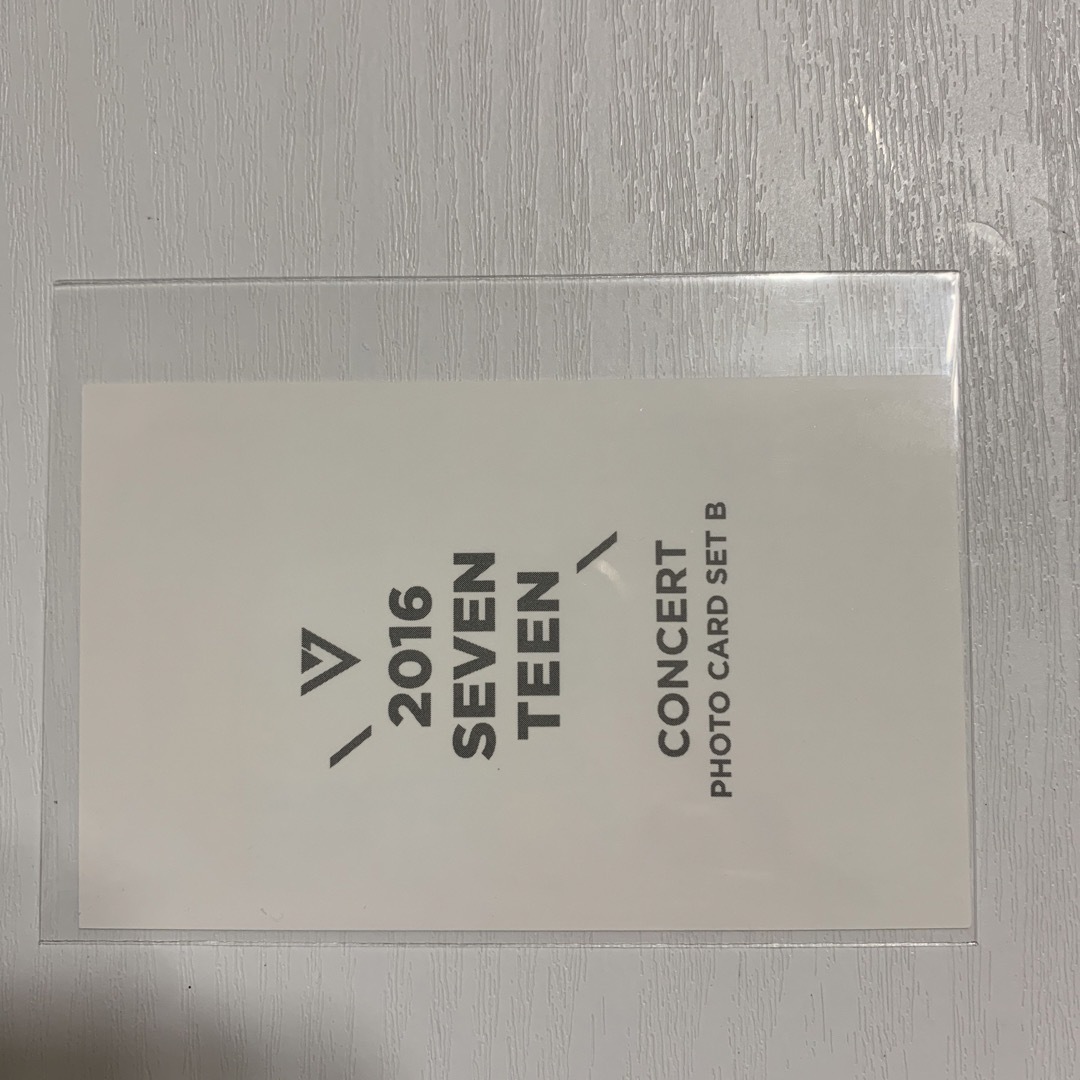 2016
SEVEN
TEEN
CONCERT
PHOTO CARD SET B